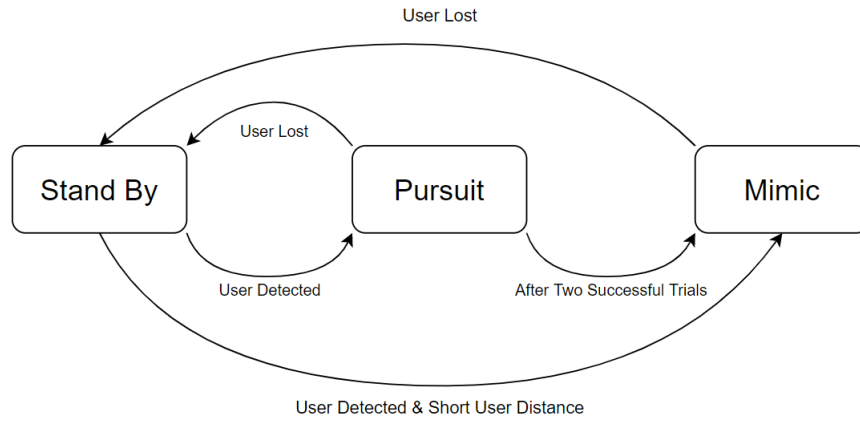 User Lost
User Lost
Stand By
Pursuit
Mimic
User Detected
After Two Successful Trials
User Detected & Short User Distance